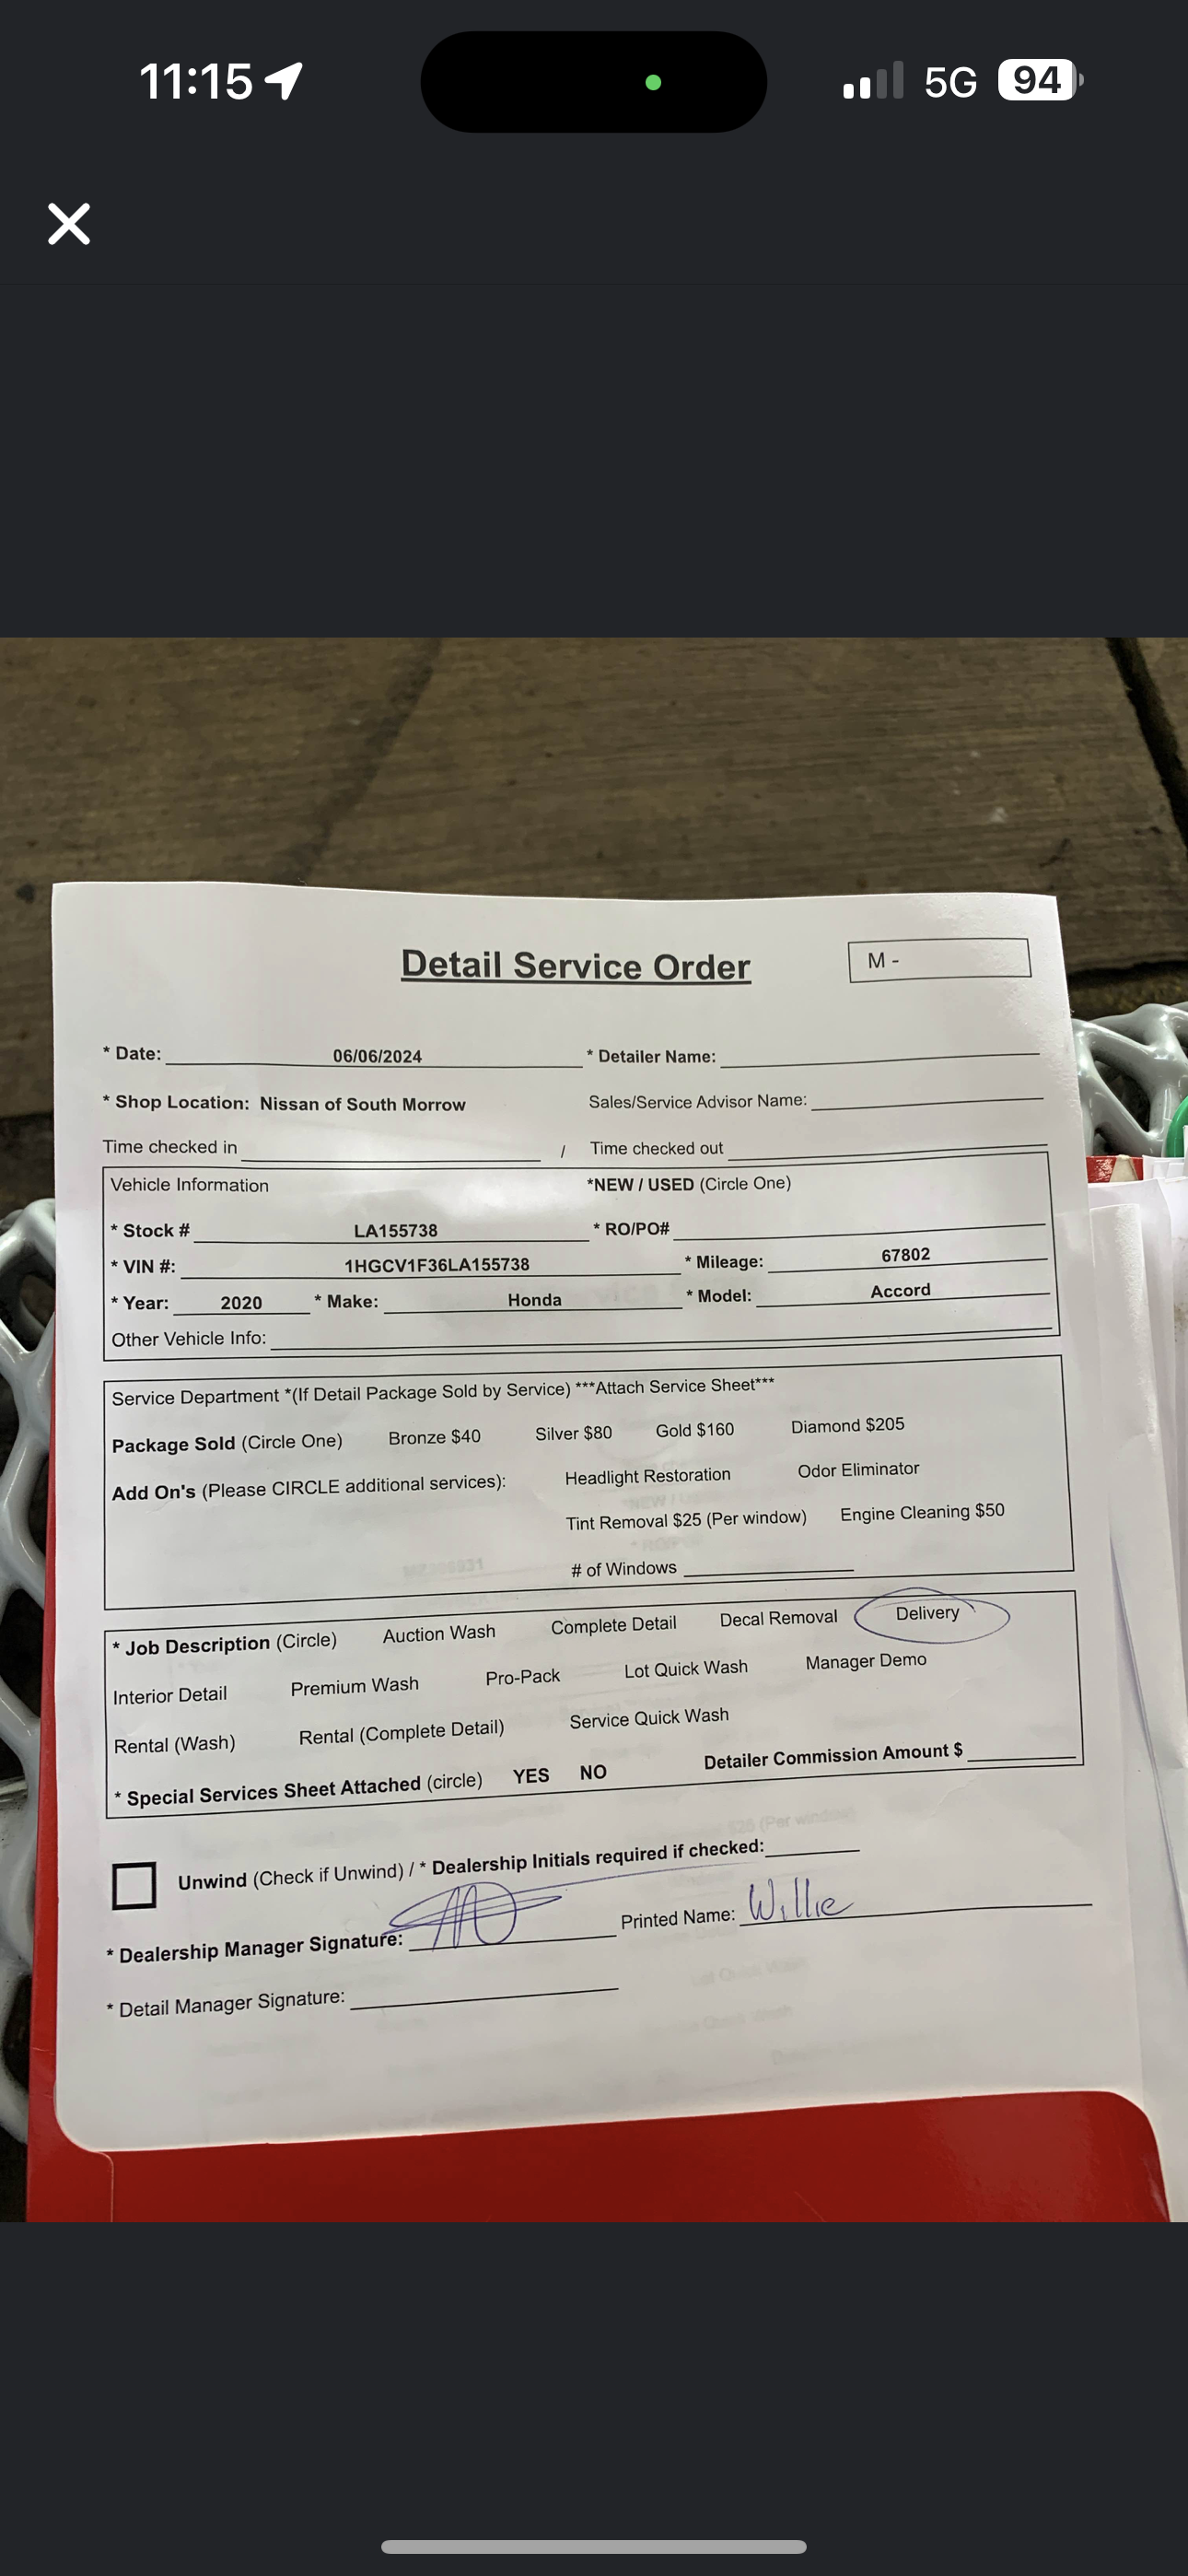 11:15
5G
94
Detail Service Order
M -
* Date: 06/06/2024 * Detailer Name:
* Shop Location: Nissan of South Morrow Sales/Service Advisor Name:
Time checked in / Time checked out
Vehicle Information *NEW / USED (Circle One)
* Stock # LA155738 * RO/PO#
* VIN #: 1HGCV1F36LA155738 * Mileage: 67802
* Year: 2020 * Make: Honda * Model: Accord
Other Vehicle Info:
Service Department *(If Detail Package Sold by Service) ***Attach Service Sheet***
Package Sold (Circle One) Bronze $40 Silver $80 Gold $160 Diamond $205
Add On's (Please CIRCLE additional services): Headlight Restoration Odor Eliminator
Tint Removal $25 (Per window) Engine Cleaning $50
# of Windows
* Job Description (Circle) Auction Wash Complete Detail Decal Removal Delivery
Interior Detail Premium Wash Pro-Pack Lot Quick Wash Manager Demo
Rental (Wash) Rental (Complete Detail) Service Quick Wash
* Special Services Sheet Attached (circle) YES NO Detailer Commission Amount $
Unwind (Check if Unwind) / * Dealership Initials required if checked:
* Dealership Manager Signature: Printed Name: Willie
* Detail Manager Signature: